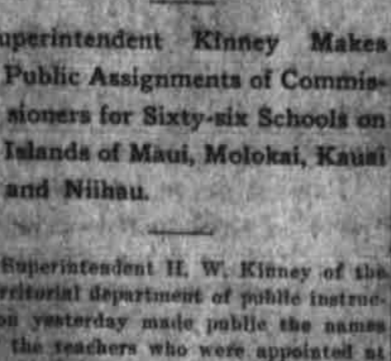 uperintendent Kinney Makes
Public Assignments of Commis-
sioners for Sixty-six Schools on
Islands of Maui, Molokai, Kauai
and Niihau.
Superintendent H. W. Kinney of the
rritorial department of public instruc-
on yesterday made public the names
the teachers who were appointed at